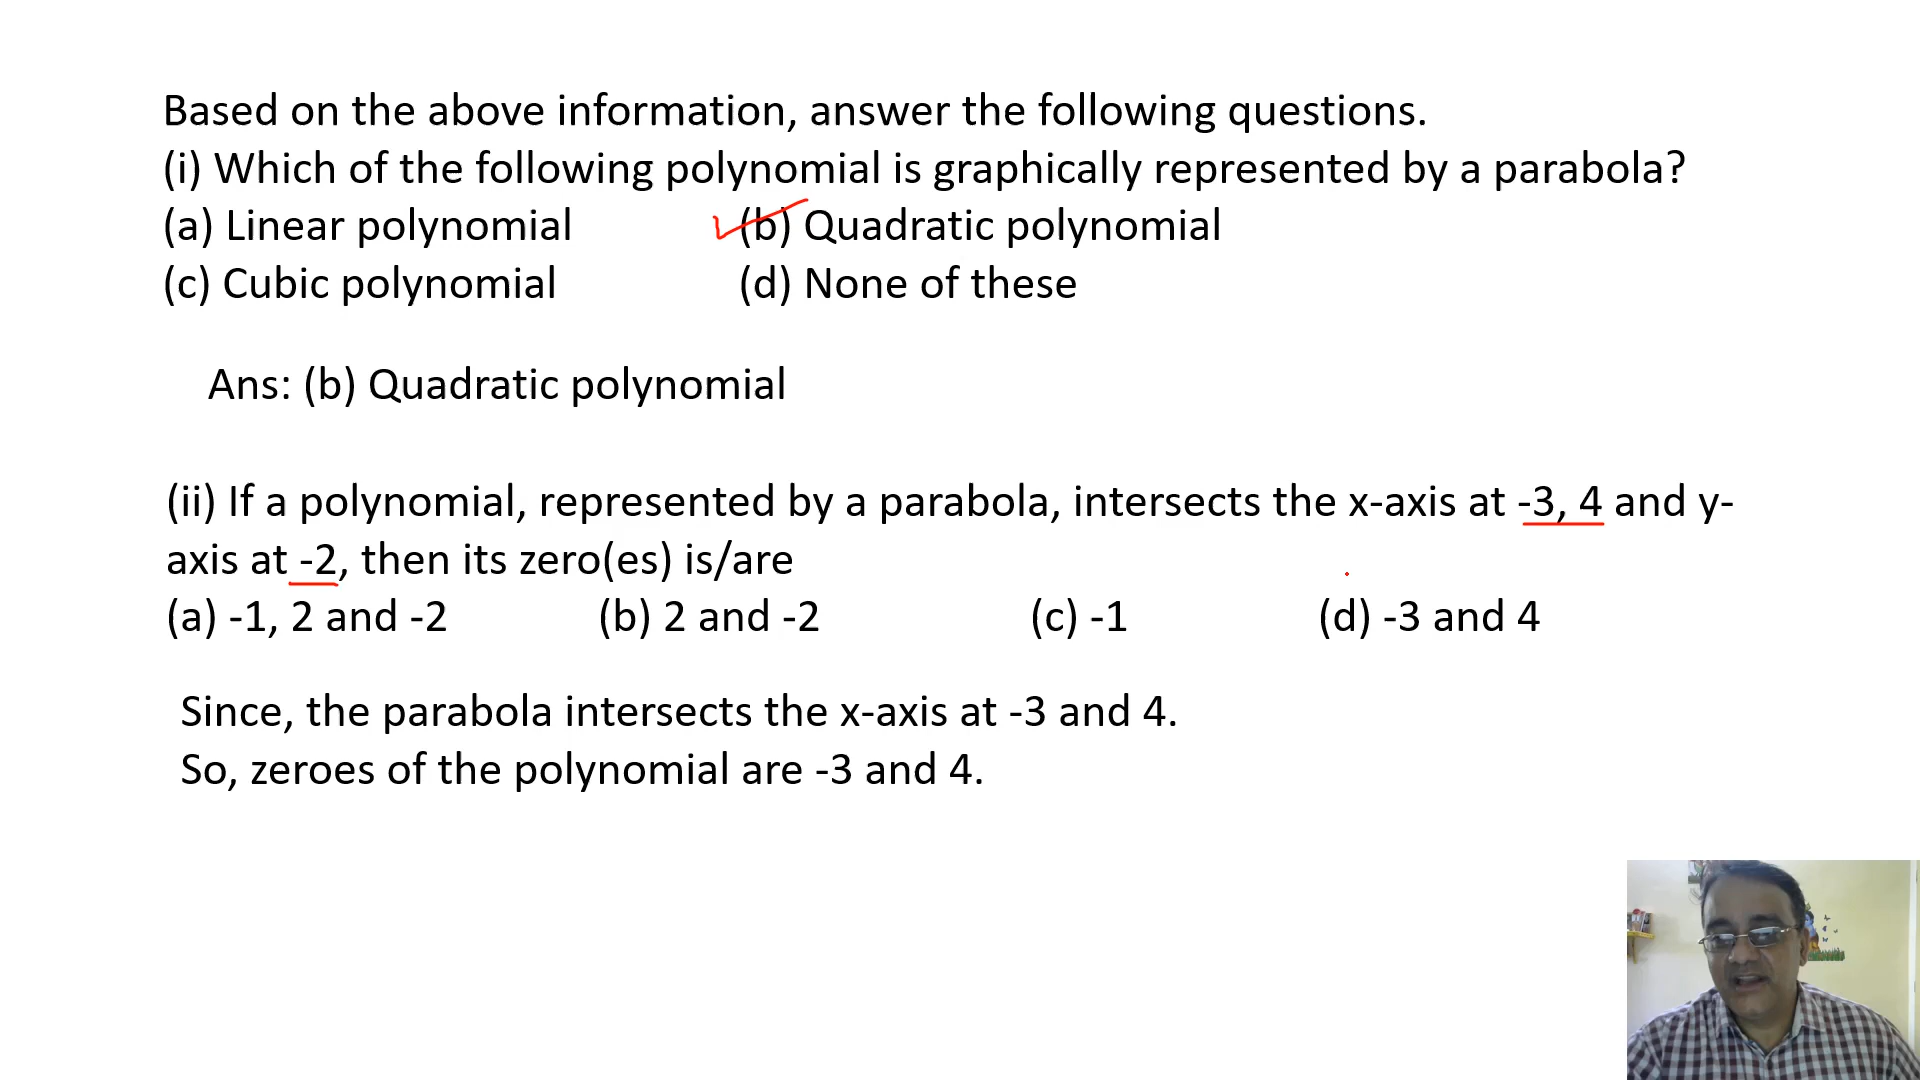 Based on the above information, answer the following questions.
(i) Which of the following polynomial is graphically represented by a parabola?
(a) Linear polynomial (b) Quadratic polynomial
(c) Cubic polynomial (d) None of these
Ans: (b) Quadratic polynomial
(ii) If a polynomial, represented by a parabola, intersects the x-axis at -3, 4 and y-
axis at -2, then its zero(es) is/are
(a) -1, 2 and -2 (b) 2 and -2 (c) -1 (d) -3 and 4
Since, the parabola intersects the x-axis at -3 and 4.
So, zeroes of the polynomial are -3 and 4.